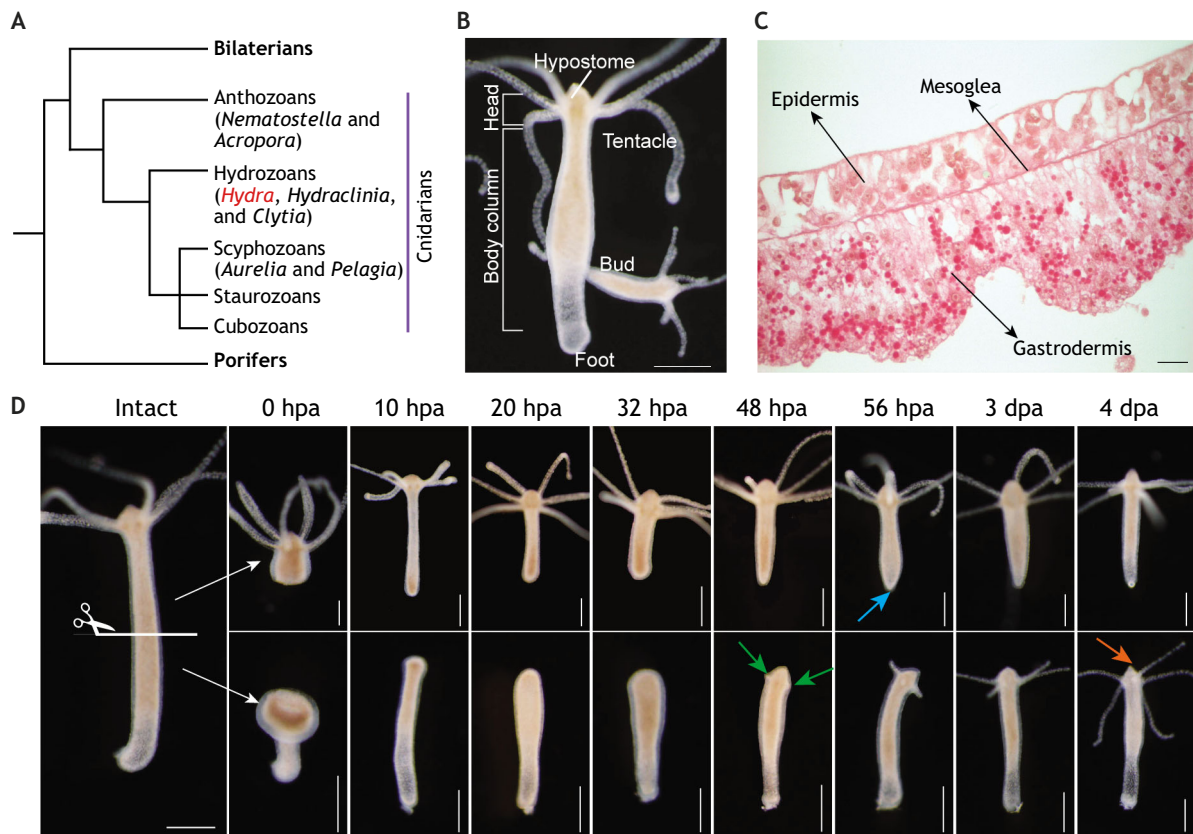 A
Bilaterians
Anthozoans
(Nematostella and
Acropora)
Hydrozoans
(Hydra, Hydraclinia,
and Clytia)
Scyphozoans
(Aurelia and Pelagia)
Staurozoans
Cubozoans
Porifers
Cnidarians
B
Hypostome
Head
Tentacle
Body column
Bud
Foot
C
Epidermis
Mesoglea
Gastrodermis
D
Intact
0 hpa
10 hpa
20 hpa
32 hpa
48 hpa
56 hpa
3 dpa
4 dpa